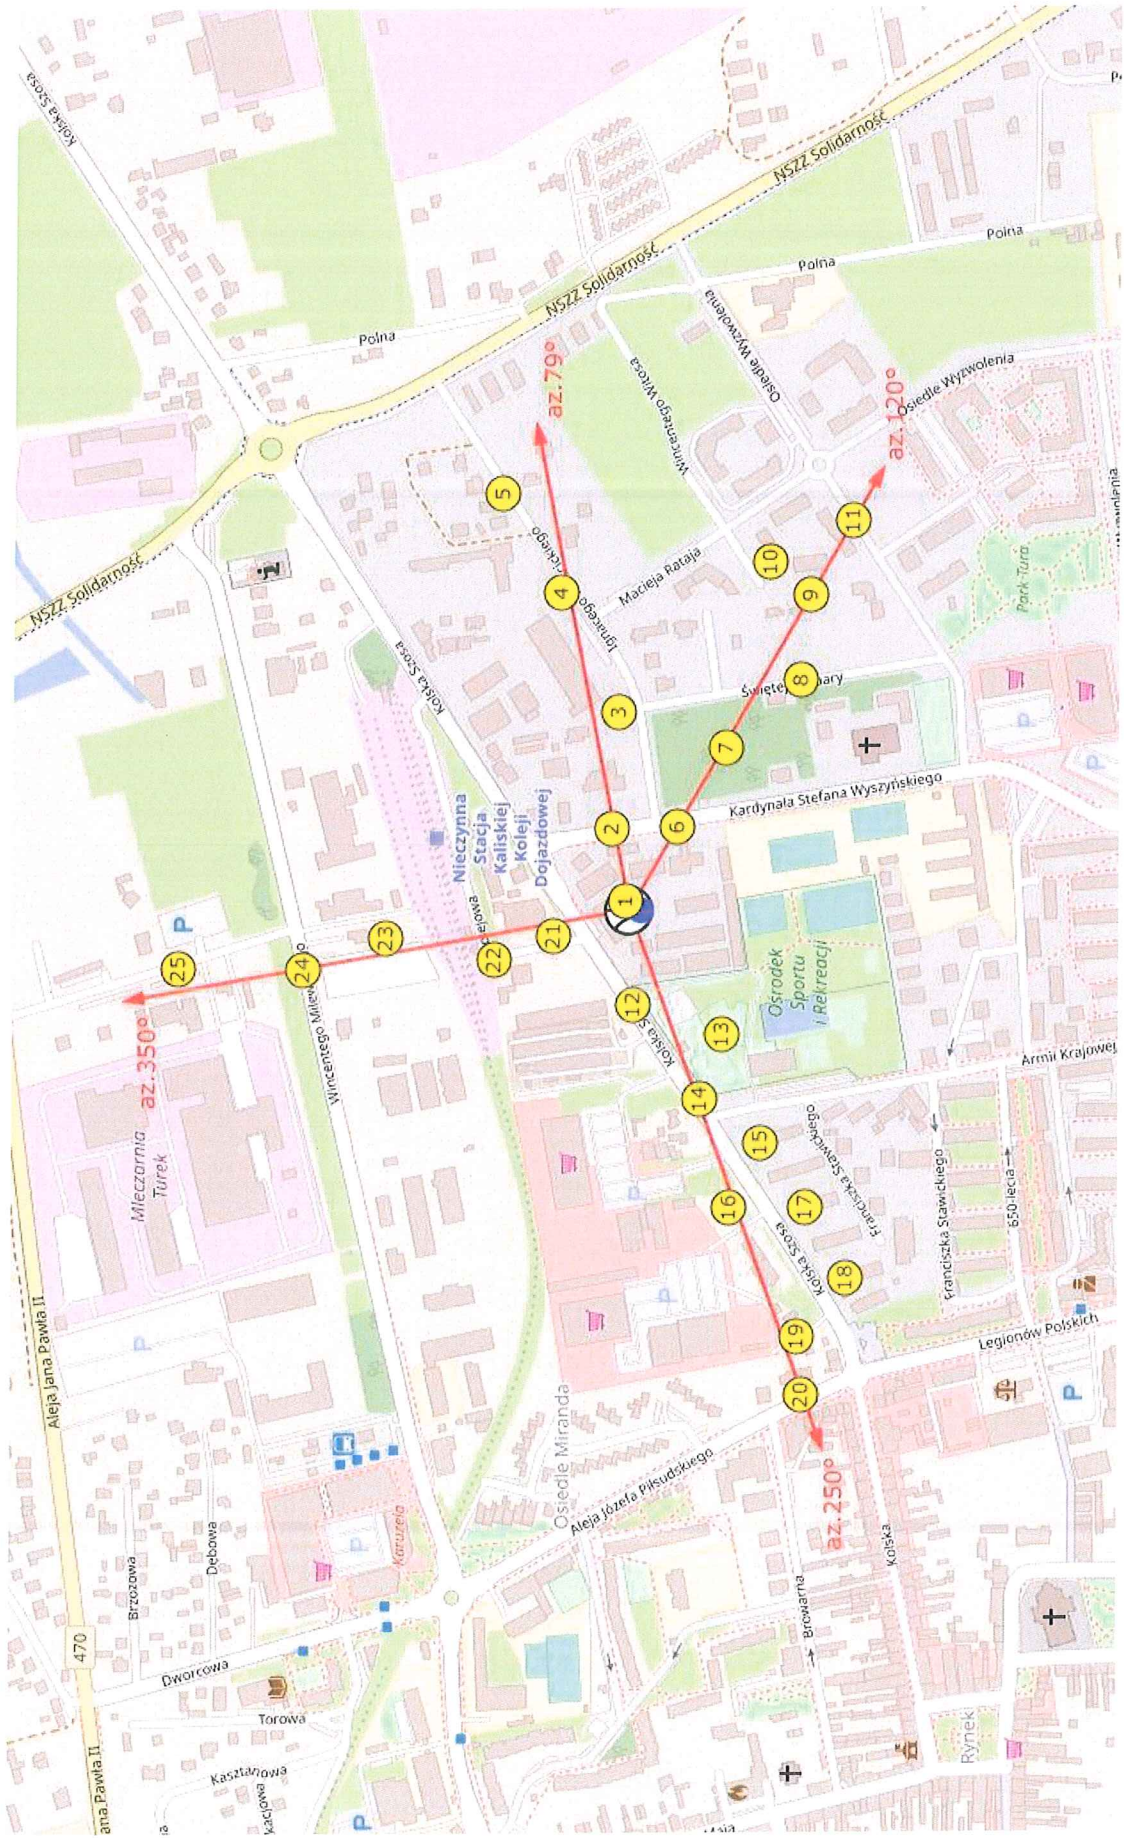 Kolska Szosa
NSZZ Solidarność
Polna
NSZZ Solidarność
Polna
Polna
NSZZ Solidarność
Osiedle Wyzwolenia
Wincentego Witosa
Osiedle Wyzwolenia
az.79°
az.120°
5
4
Ignacego
Macieja Rataja
10
11
9
Park Tura
Kolska Szosa
3
8
7
Kardynała Stefana Wyszyńskiego
P
P
Nieczynna
Stacja
Kaliskiej
Kolei
Dojazdowej
2
6
1
P
25
24
23
22
21
az.350°
12
Kolska
13
14
Ośrodek
Sportu
i Rekreacji
Armii Krajowej
Mleczarnia
Turek
15
16
17
18
19
20
az.250°
P
Franciszka Stawickiego
Franciszka Stawickiego
650-lecia
Kolska Szosa
Legionów Polskich
P
P
Aleja Jana Pawła II
Osiedle Miranda
Aleja Józefa Piłsudskiego
Kolska
Browarna
Karuzela
P
Brzozowa
Dębowa
470
Dworcowa
Torowa
Kasztanowa
P
Rynek